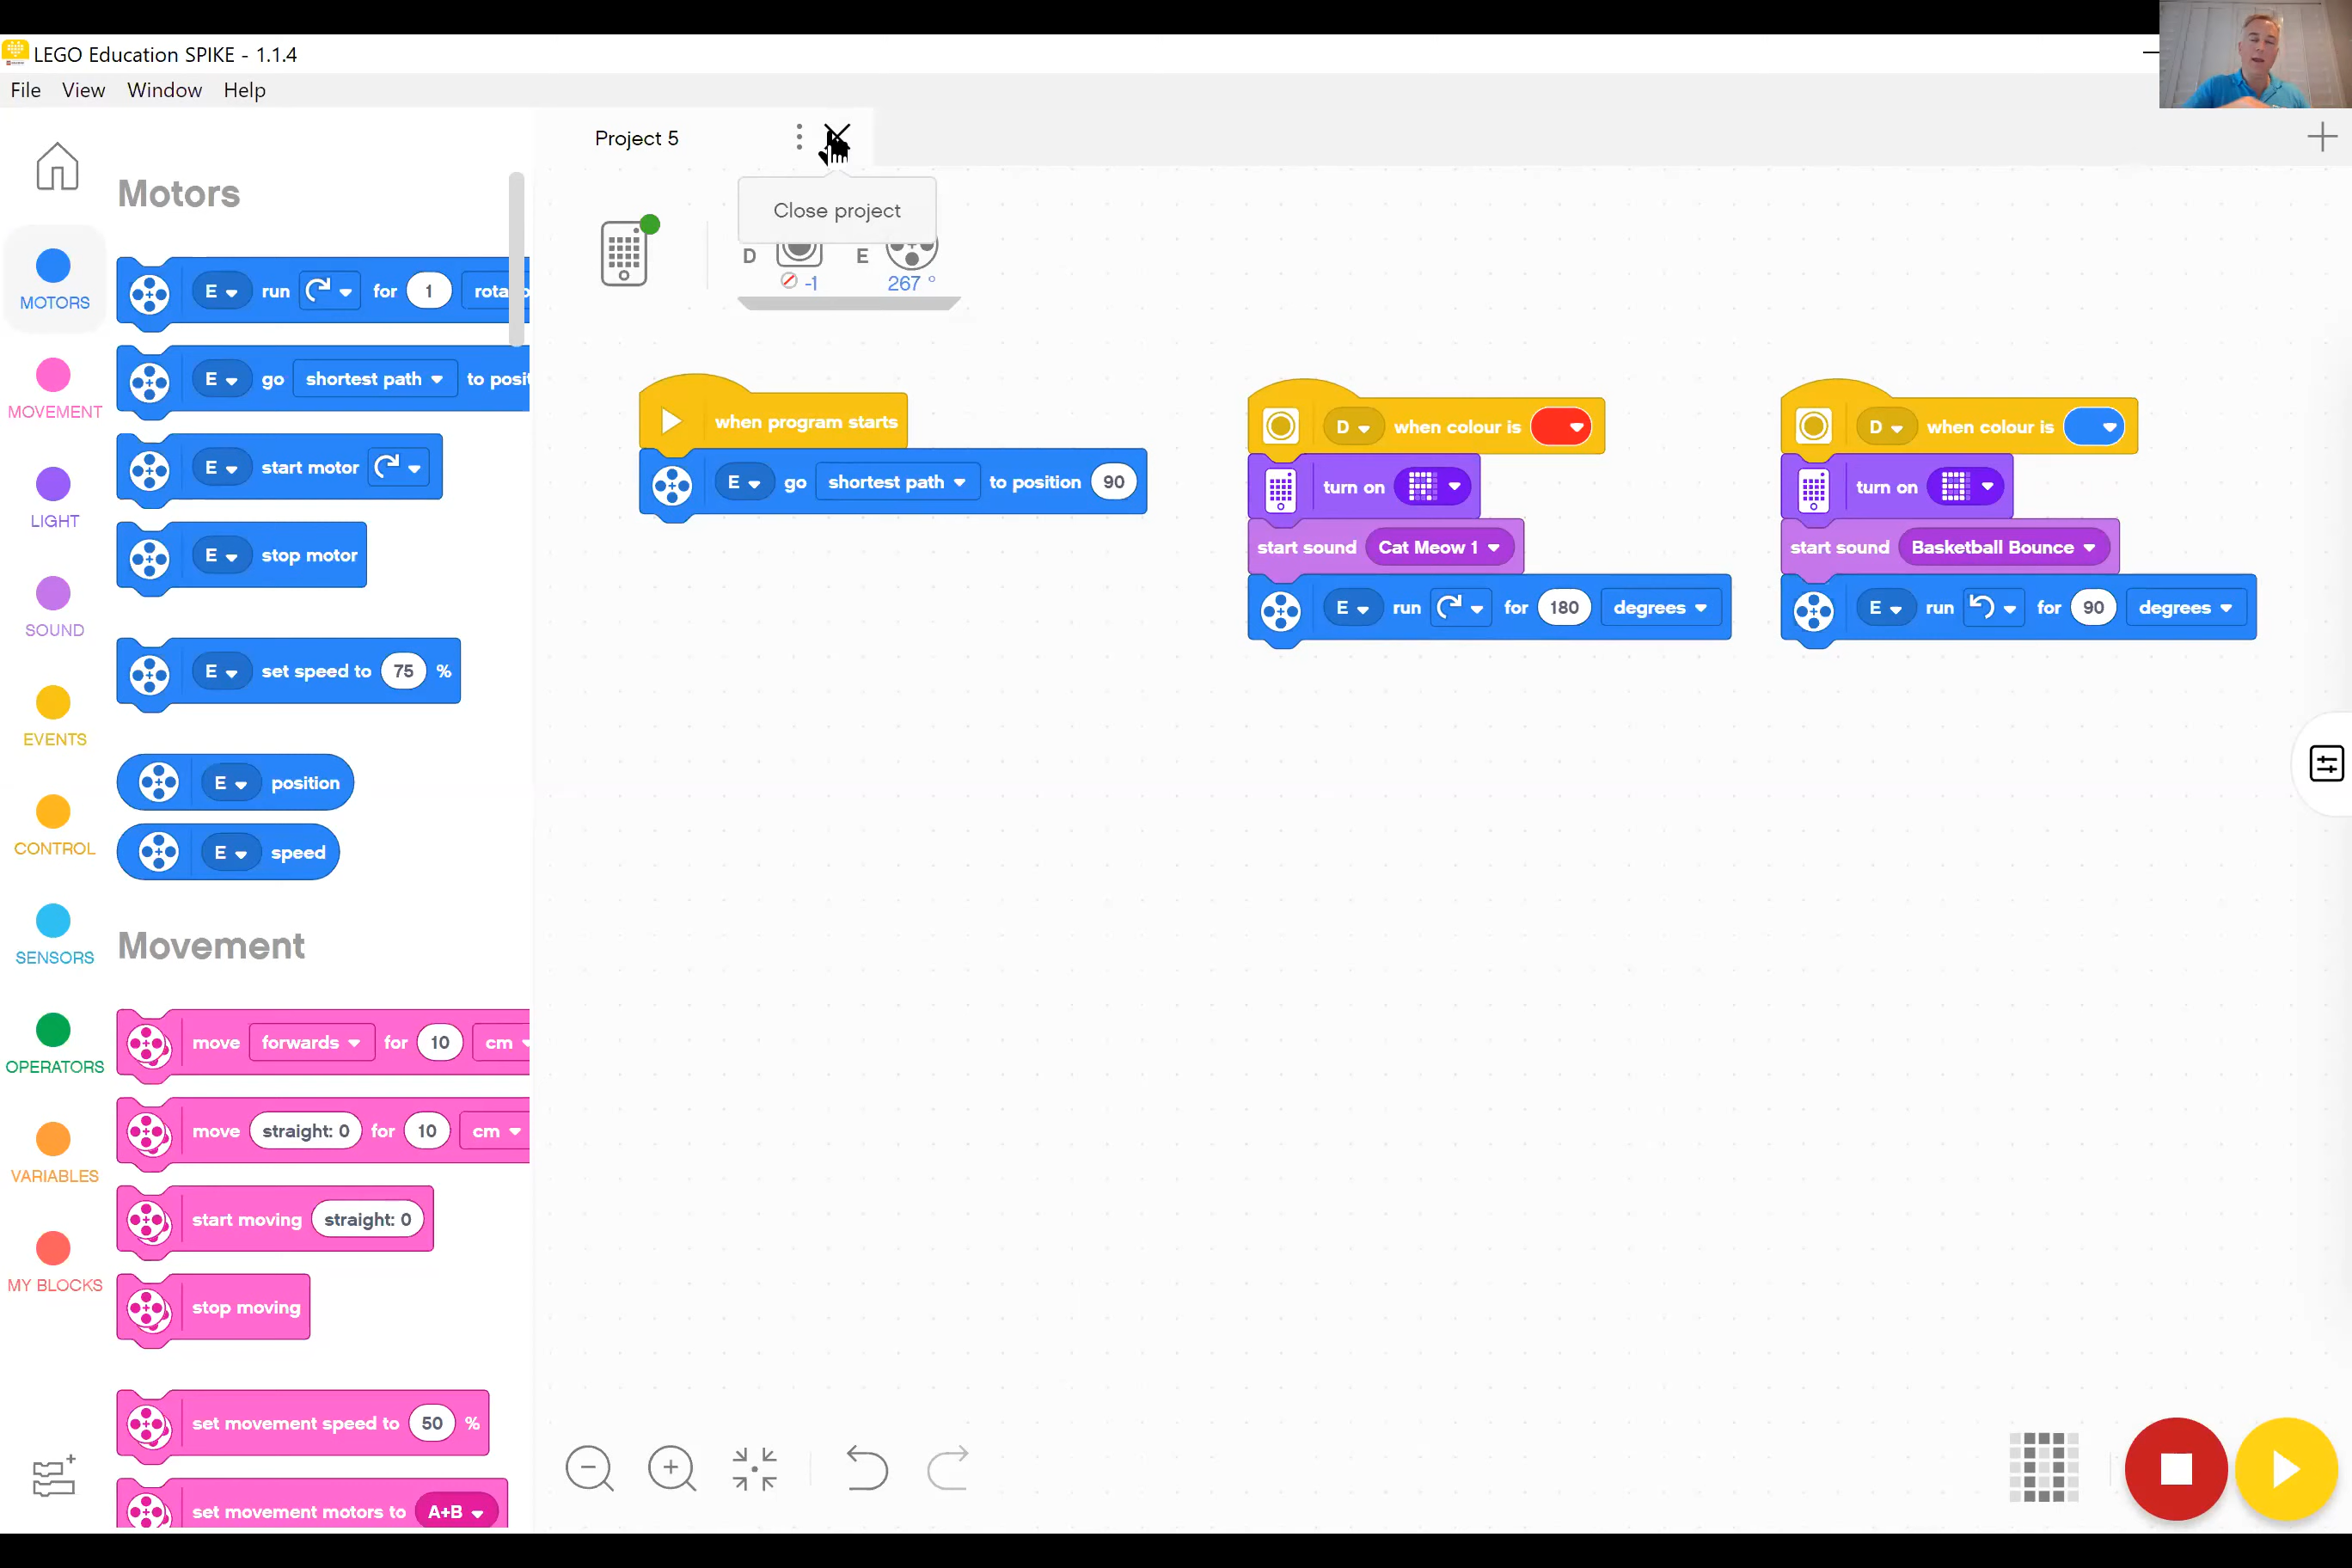 LEGO Education SPIKE - 1.1.4
File View Window Help
Project 5
Close project
D E
-1 267 °
MOTORS
MOVEMENT
LIGHT
SOUND
EVENTS
CONTROL
SENSORS
OPERATORS
VARIABLES
MY BLOCKS
Motors
E run for 1
E go shortest path
E start motor
E stop motor
E set speed to 75 %
E position
E speed
Movement
move forwards for 10 cm
move straight: 0 for 10 cm
start moving straight: 0
stop moving
set movement speed to 50 %
set movement motors to A+B
when program starts
E go shortest path to position 90
D when colour is
turn on
start sound Cat Meow 1
E run for 180 degrees
D when colour is
turn on
start sound Basketball Bounce
E run for 90 degrees